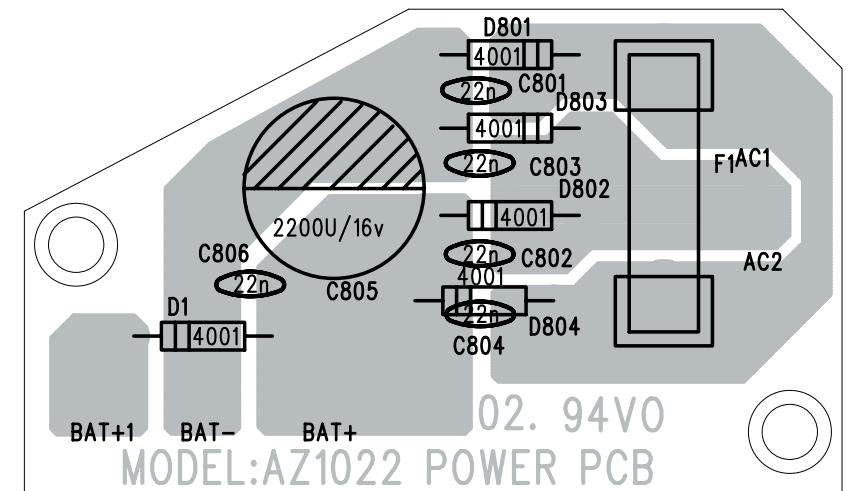 D801
4001
C801
22n
D803
4001
22n
C803
F1
AC1
D802
4001
2200U/16v
C806
22n
C802
AC2
4001
22n
C805
D1
22n
D804
4001
C804
02. 94V0
BAT+1
BAT-
BAT+
MODEL:AZ1022 POWER PCB